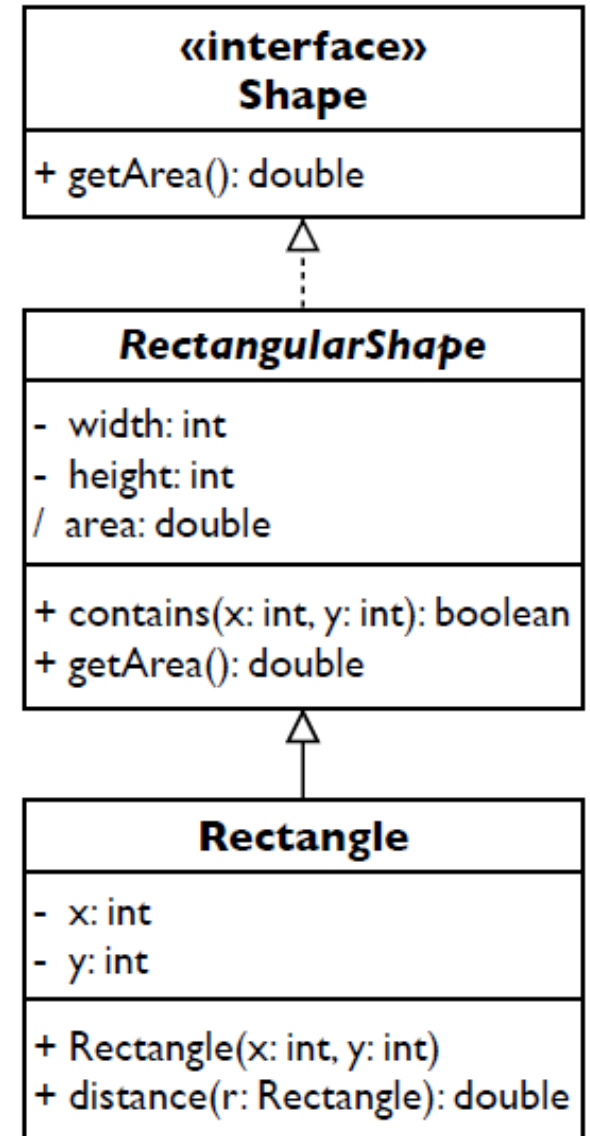 «interface»
Shape
+ getArea(): double
RectangularShape
- width: int
- height: int
/ area: double
+ contains(x: int, y: int): boolean
+ getArea(): double
Rectangle
- x: int
- y: int
+ Rectangle(x: int, y: int)
+ distance(r: Rectangle): double